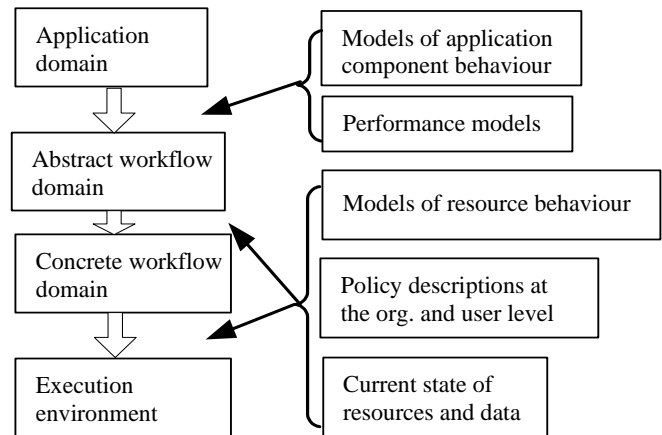 Application
domain
Abstract workflow
domain
Concrete workflow
domain
Execution
environment
Models of application
component behaviour
Performance models
Models of resource behaviour
Policy descriptions at
the org. and user level
Current state of
resources and data